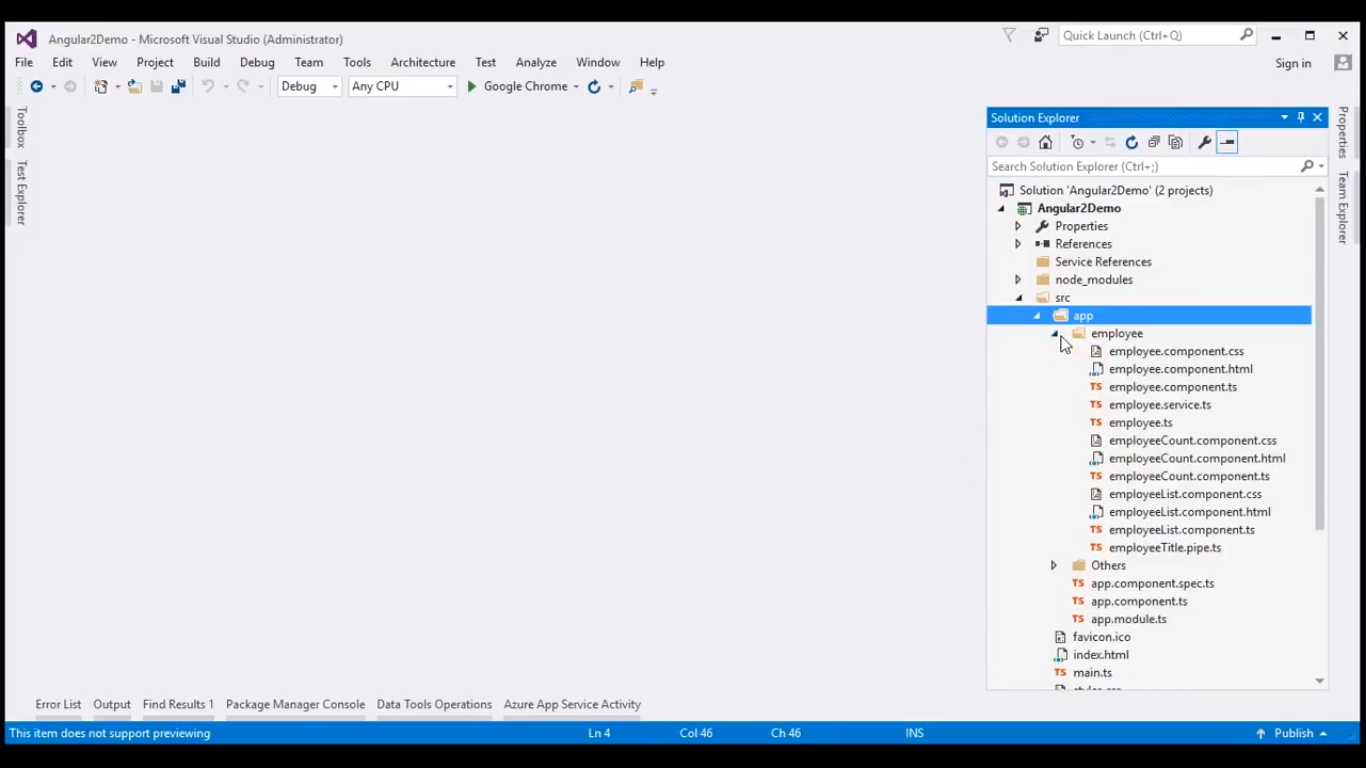 Angular2Demo - Microsoft Visual Studio (Administrator)
Quick Launch (Ctrl+Q)
File Edit View Project Build Debug Team Tools Architecture Test Analyze Window Help
Sign in
Debug Any CPU Google Chrome
Toolbox
Test Explorer
Solution Explorer
Search Solution Explorer (Ctrl+;)
Solution 'Angular2Demo' (2 projects)
Angular2Demo
Properties
References
Service References
node_modules
src
app
employee
employee.component.css
employee.component.html
TS employee.component.ts
TS employee.service.ts
TS employee.ts
employeeCount.component.css
employeeCount.component.html
TS employeeCount.component.ts
employeeList.component.css
employeeList.component.html
TS employeeList.component.ts
TS employeeTitle.pipe.ts
Others
TS app.component.spec.ts
TS app.component.ts
TS app.module.ts
favicon.ico
index.html
TS main.ts
Properties
Team Explorer
Error List Output Find Results 1 Package Manager Console Data Tools Operations Azure App Service Activity
This item does not support previewing Ln 4 Col 46 Ch 46 INS Publish